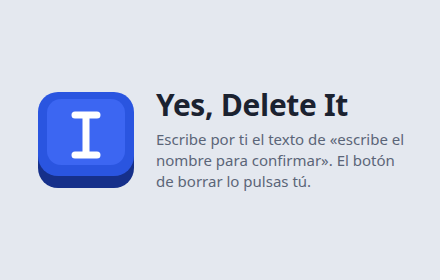 Yes, Delete It
Escribe por ti el texto de «escribe el
nombre para confirmar». El botón
de borrar lo pulsas tú.